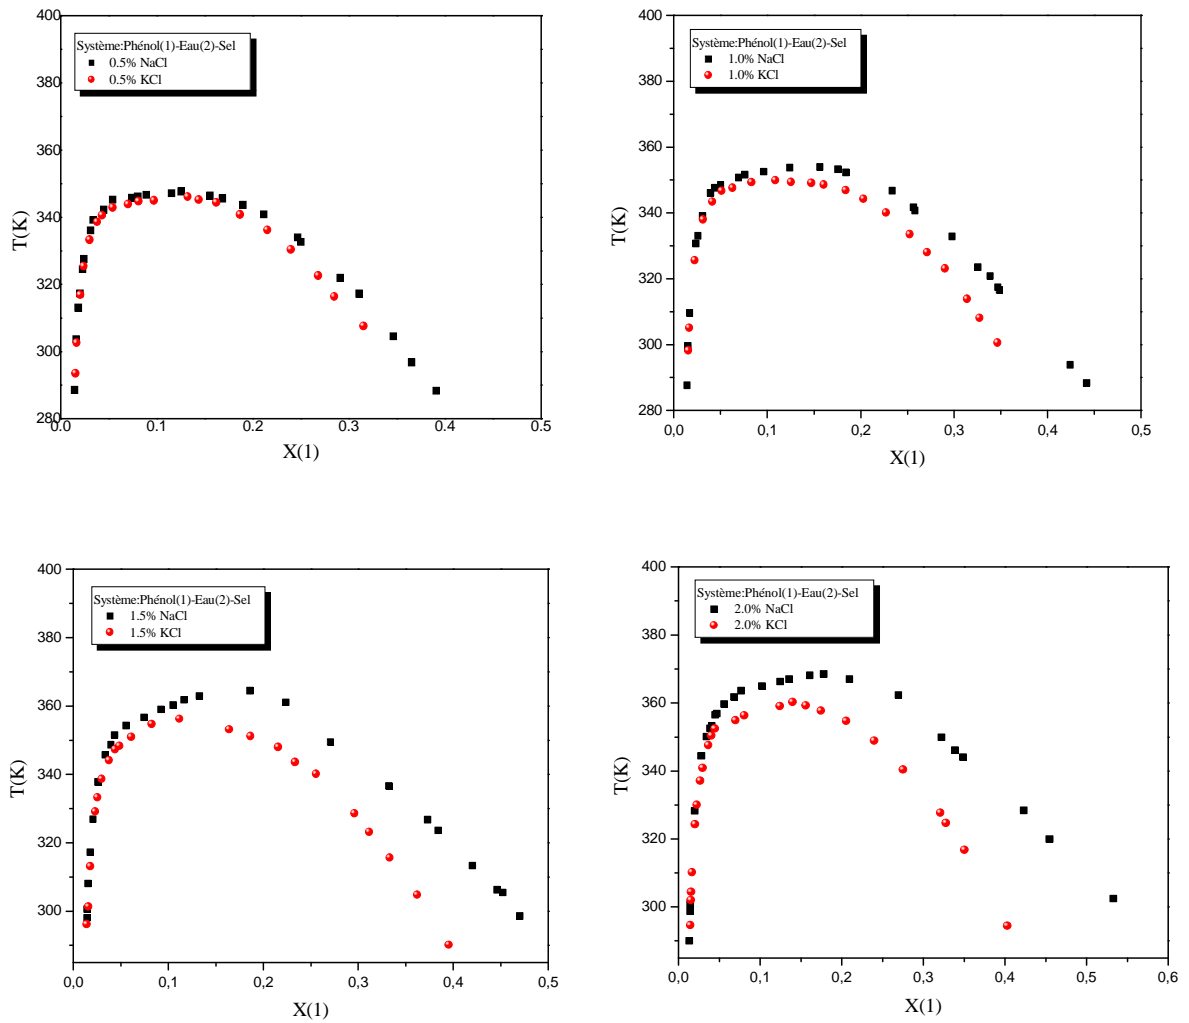 400
380
360
340
320
300
280
T(K)
Système:Phénol(1)-Eau(2)-Sel
0.5% NaCl
0.5% KCl
0.0
0.1
0.2
0.3
0.4
0.5
X(1)
400
380
360
340
320
300
280
T(K)
Système:Phénol(1)-Eau(2)-Sel
1.0% NaCl
1.0% KCl
0,0
0,1
0,2
0,3
0,4
0,5
X(1)
400
380
360
340
320
300
T(K)
Système:Phénol(1)-Eau(2)-Sel
1.5% NaCl
1.5% KCl
0,0
0,1
0,2
0,3
0,4
0,5
X(1)
400
380
360
340
320
300
T(K)
Système:Phénol(1)-Eau(2)-Sel
2.0% NaCl
2.0% KCl
0,0
0,1
0,2
0,3
0,4
0,5
0,6
X(1)